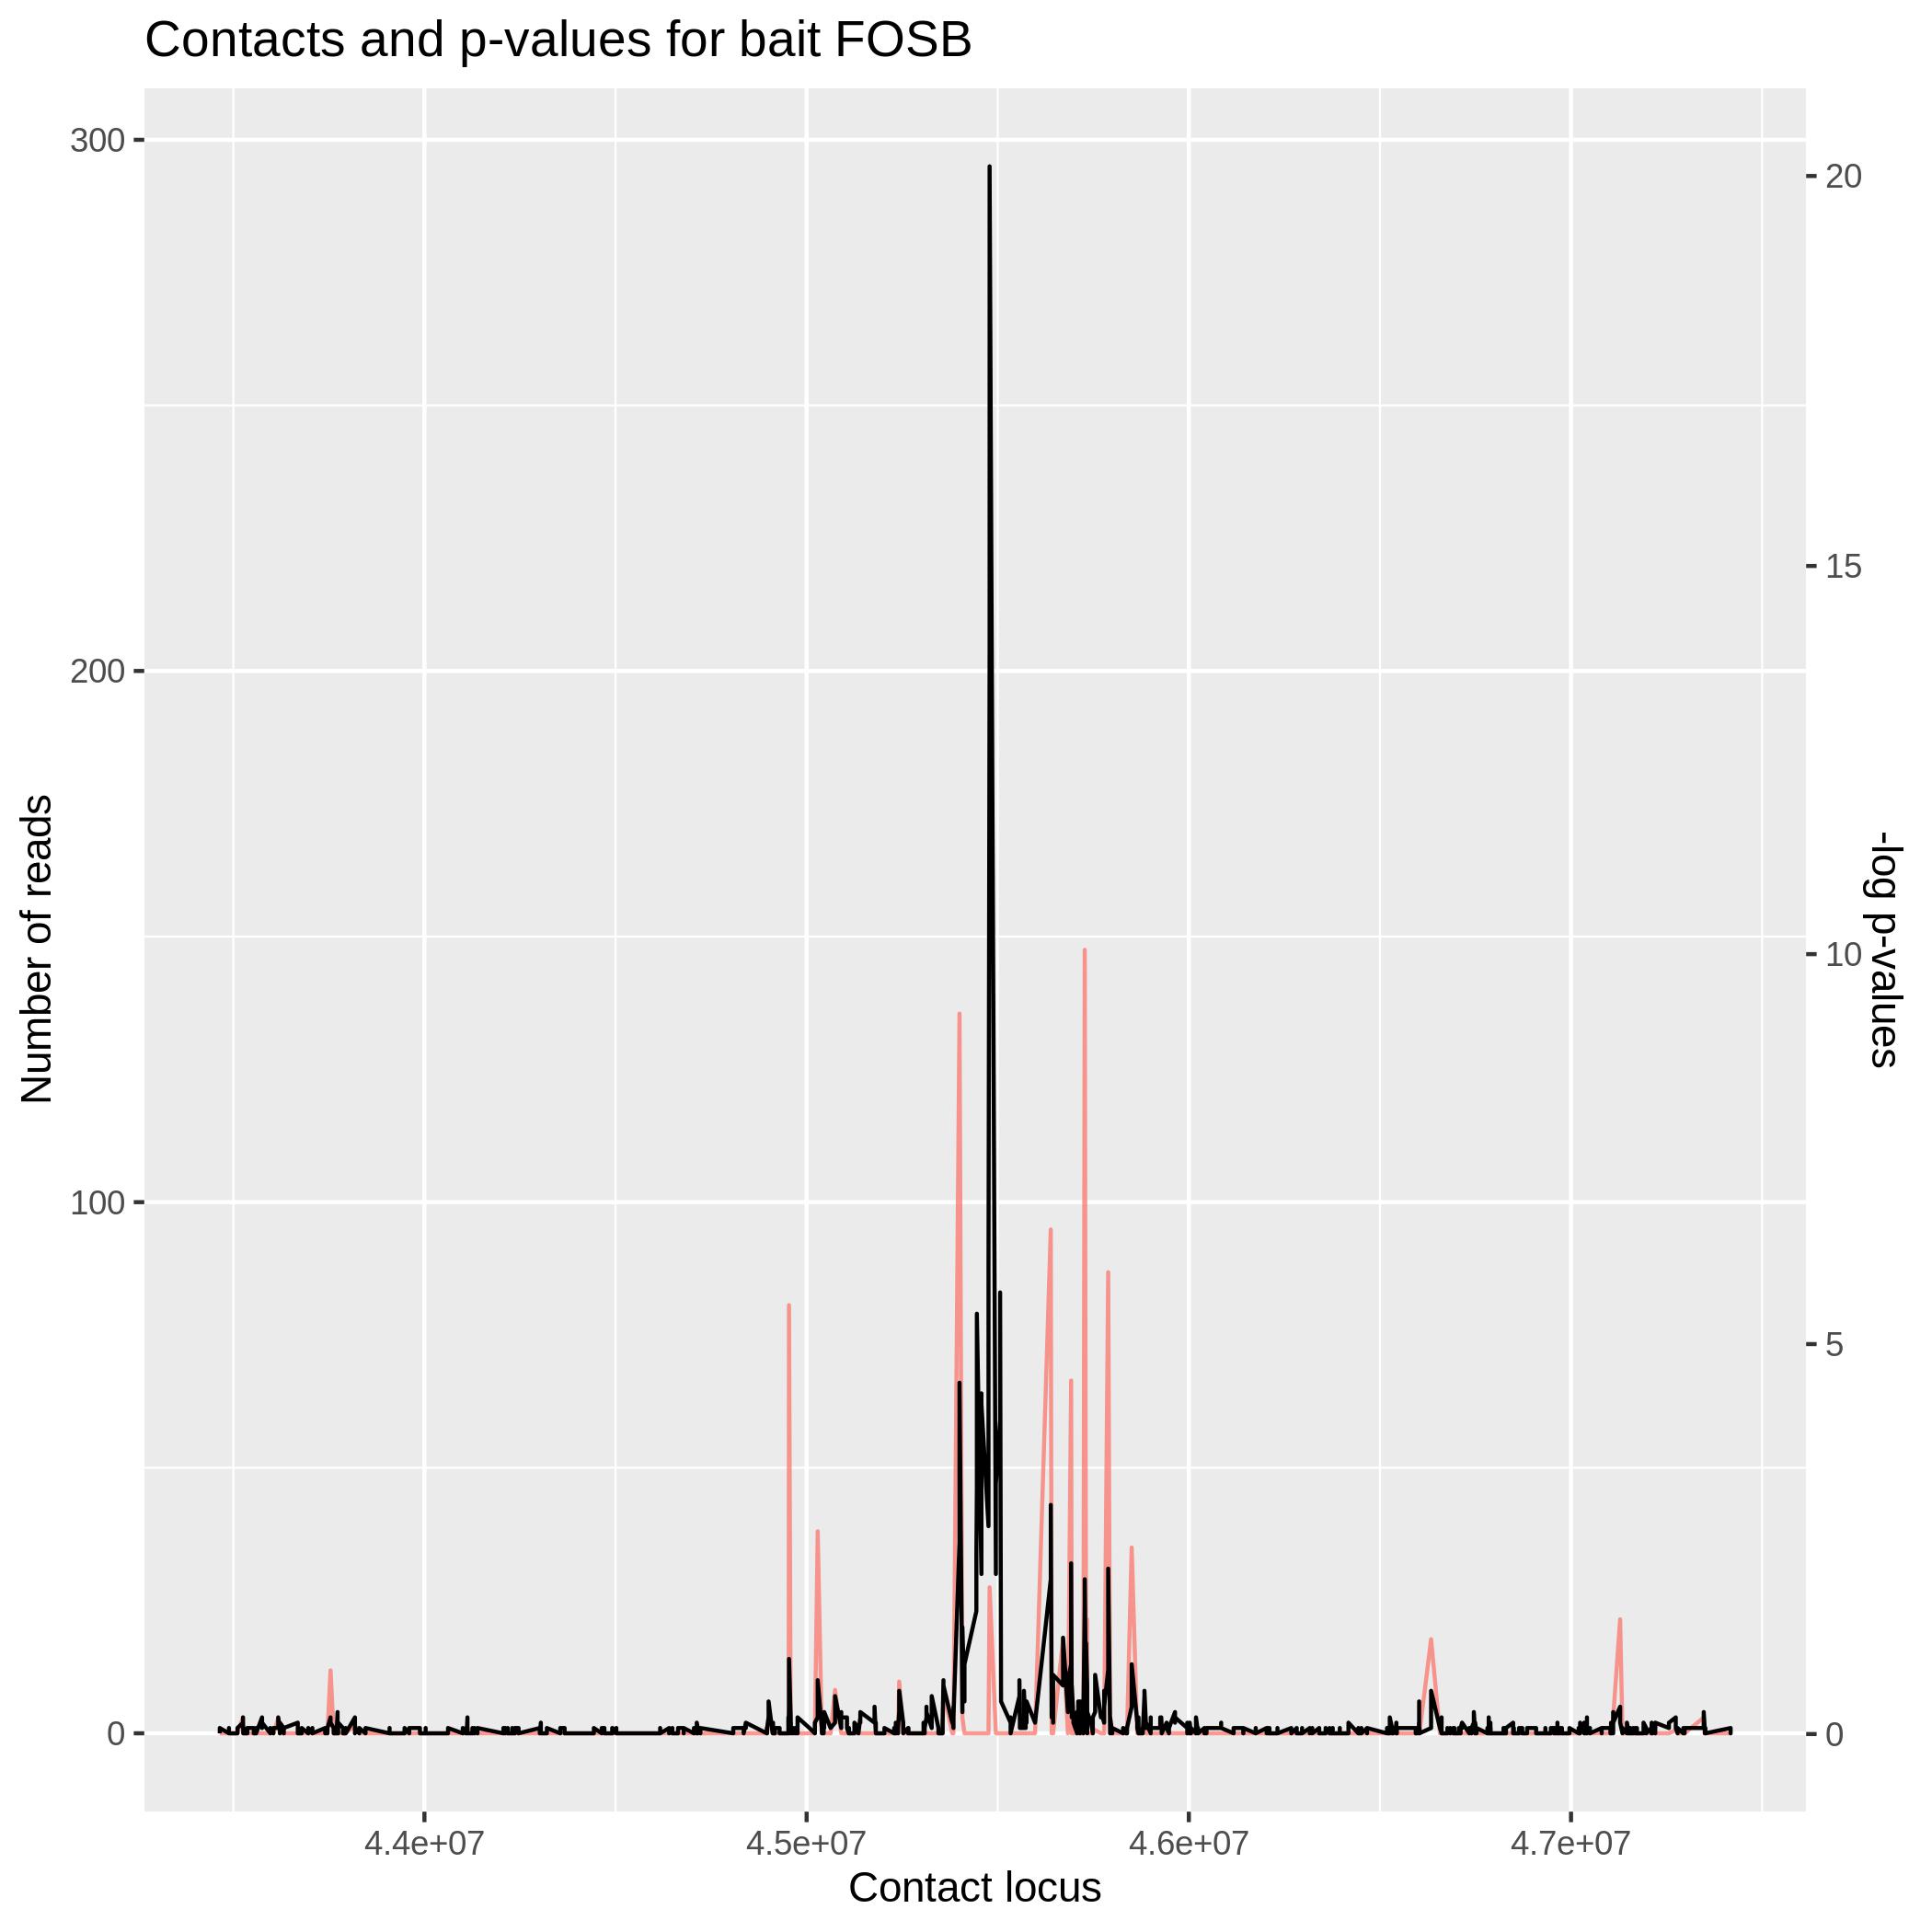 Contacts and p-values for bait FOSB
300
200
100
0
Number of reads
20
15
10
5
0
-log p-values
4.4e+07
4.5e+07
4.6e+07
4.7e+07
Contact locus